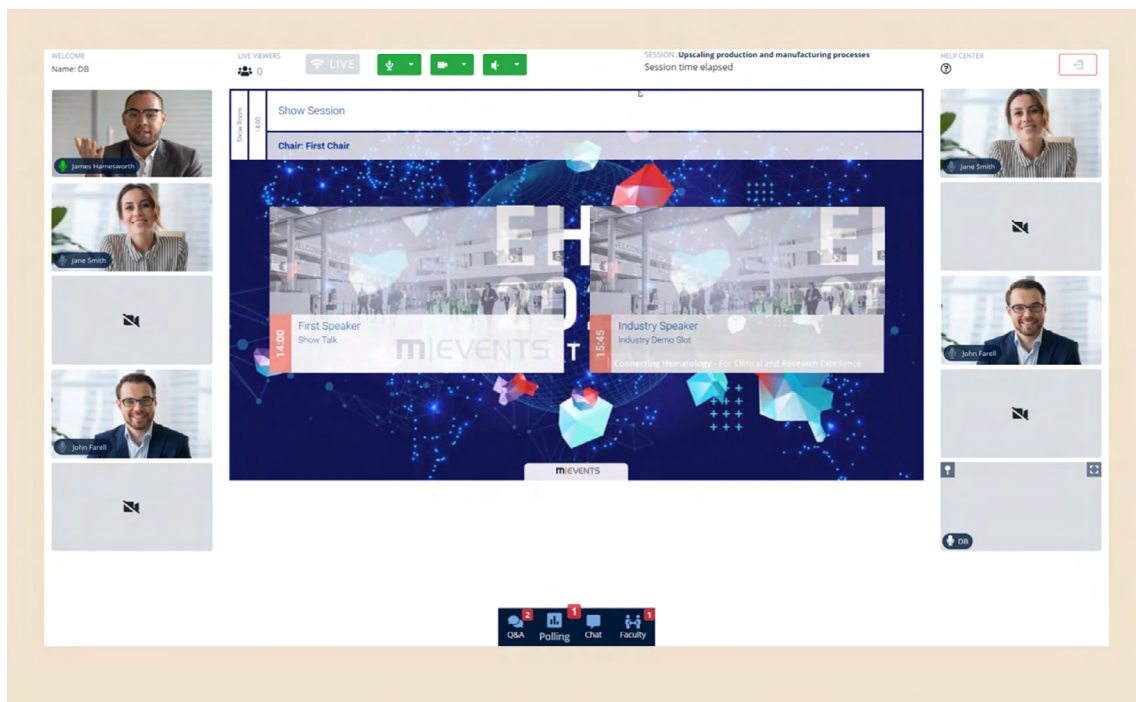 WELCOME
Name: DB
LIVE VIEWERS
0
LIVE
SESSION :Upscaling production and manufacturing processes
Session time elapsed
HELP CENTER
James Harnesworth
Jane Smith
John Farell
Show Room
14:00
Show Session
Chair: First Chair
14:00
First Speaker
Show Talk
m|EVENTS
15:45
Industry Speaker
Industry Demo Slot
Connecting Hematology - For Clinical and Research Excellence
m|EVENTS
Jane Smith
John Farell
DB
2
Q&A
1
Polling
Chat
1
Faculty